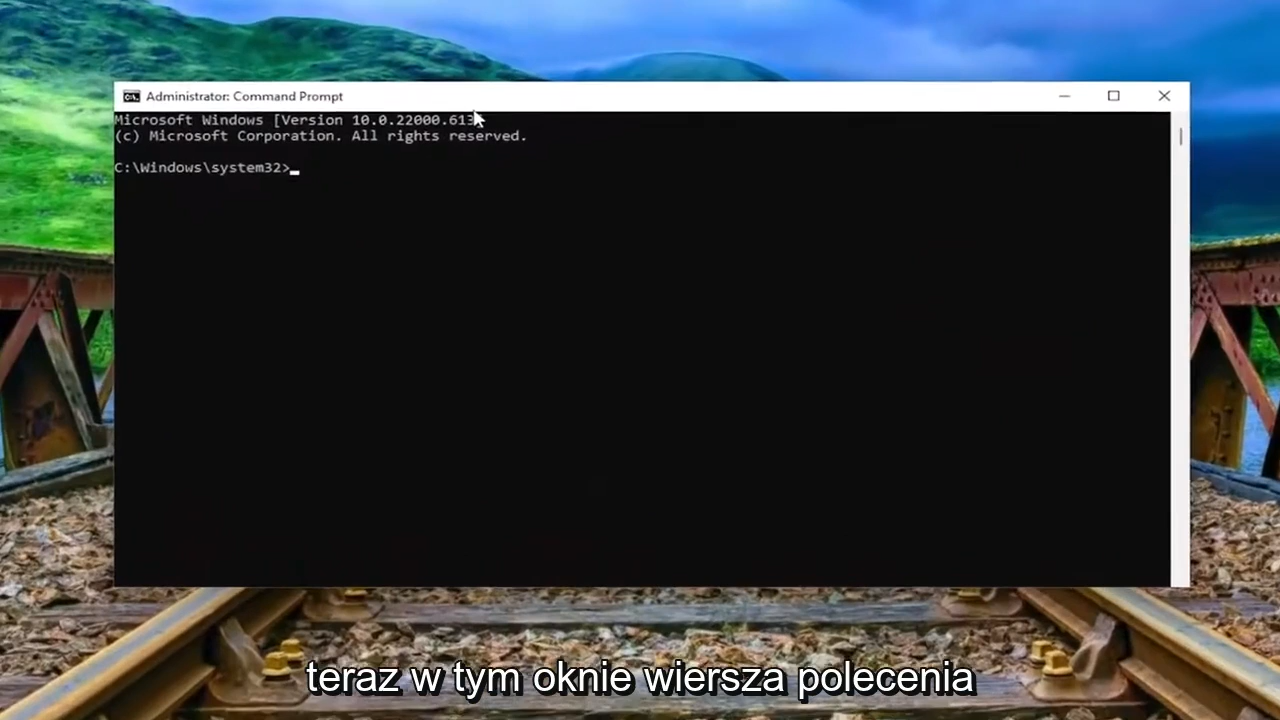 Administrator: Command Prompt
Microsoft Windows [Version 10.0.22000.613
(c) Microsoft Corporation. All rights reserved.
C:\Windows\system32>
teraz w tym oknie wiersza polecenia